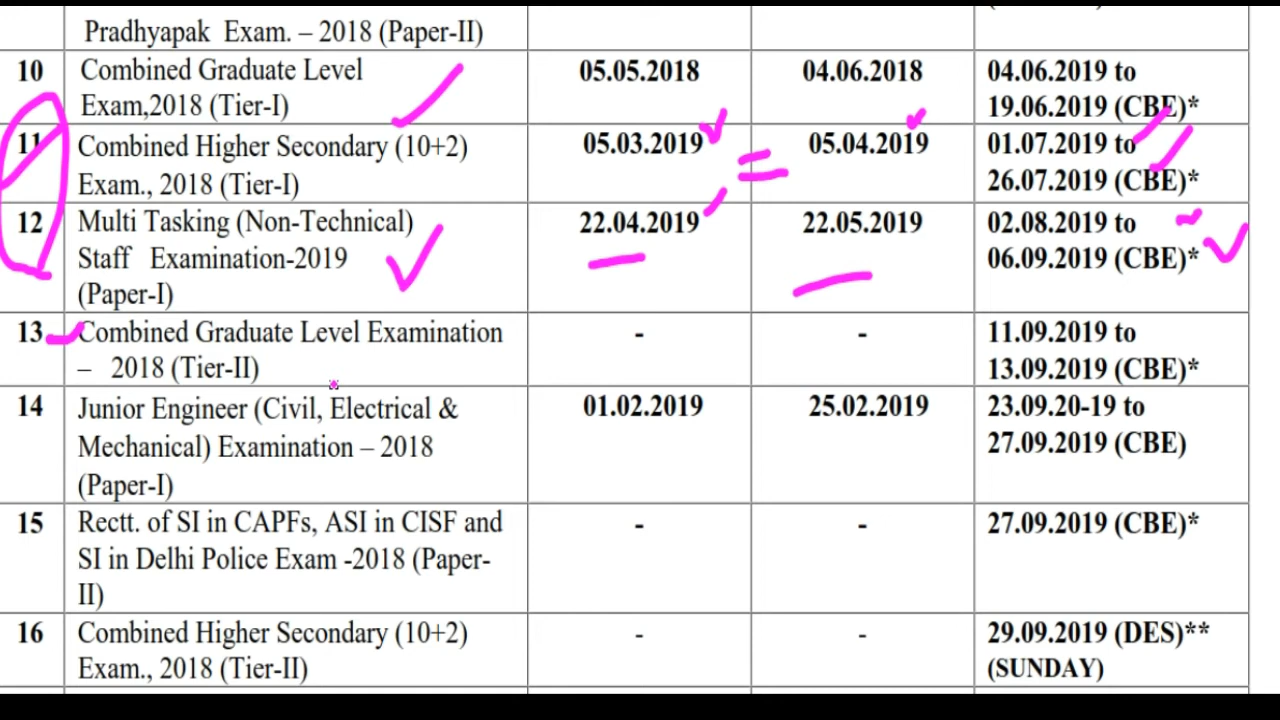 Pradhyapak Exam. – 2018 (Paper-II)
10 Combined Graduate Level 05.05.2018 04.06.2018 04.06.2019 to
Exam,2018 (Tier-I) 19.06.2019 (CBE)*
11 Combined Higher Secondary (10+2) 05.03.2019 05.04.2019 01.07.2019 to
Exam., 2018 (Tier-I) 26.07.2019 (CBE)*
12 Multi Tasking (Non-Technical) 22.04.2019 22.05.2019 02.08.2019 to
Staff Examination-2019 06.09.2019 (CBE)*
(Paper-I)
13 Combined Graduate Level Examination - - 11.09.2019 to
– 2018 (Tier-II) 13.09.2019 (CBE)*
14 Junior Engineer (Civil, Electrical & 01.02.2019 25.02.2019 23.09.20-19 to
Mechanical) Examination – 2018 27.09.2019 (CBE)
(Paper-I)
15 Rectt. of SI in CAPFs, ASI in CISF and - - 27.09.2019 (CBE)*
SI in Delhi Police Exam -2018 (Paper-
II)
16 Combined Higher Secondary (10+2) - - 29.09.2019 (DES)**
Exam., 2018 (Tier-II) (SUNDAY)